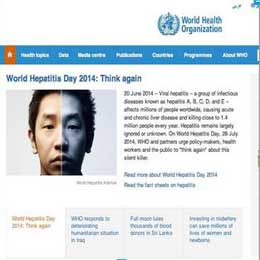 World Health
Organization
Health topics
Data
Media centre
Publications
Countries
Programmes
About WHO
World Hepatitis Day 2014: Think again
20 June 2014 – Viral hepatitis – a group of infectious
diseases known as hepatitis A, B, C, D, and E –
affects millions of people worldwide, causing acute
and chronic liver disease and killing close to 1.4
million people every year. Hepatitis remains largely
ignored or unknown. On World Hepatitis Day, 28 July
2014, WHO and partners urge policy-makers, health
workers and the public to "think again" about this
silent killer.
World Hepatitis Alliance
Read more about World Hepatitis Day 2014
Read the fact sheets on hepatitis
World Hepatitis Day
2014: Think again
WHO responds to
deteriorating
humanitarian situation
in Iraq
Full moon lures
thousands of blood
donors in Sri Lanka
Investing in midwifery
can save millions of
lives of women and
newborns